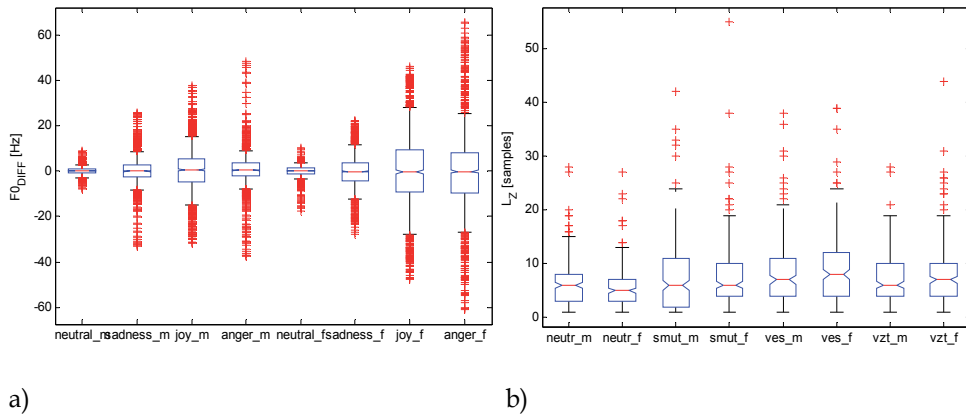 F0DIFF [Hz]
60
40
20
0
-20
-40
-60
neutral_m sadness_m joy_m anger_m neutral_f sadness_f joy_f anger_f
a)
LZ [samples]
50
40
30
20
10
0
neutr_m neutr_f smut_m smut_f ves_m ves_f vzt_m vzt_f
b)